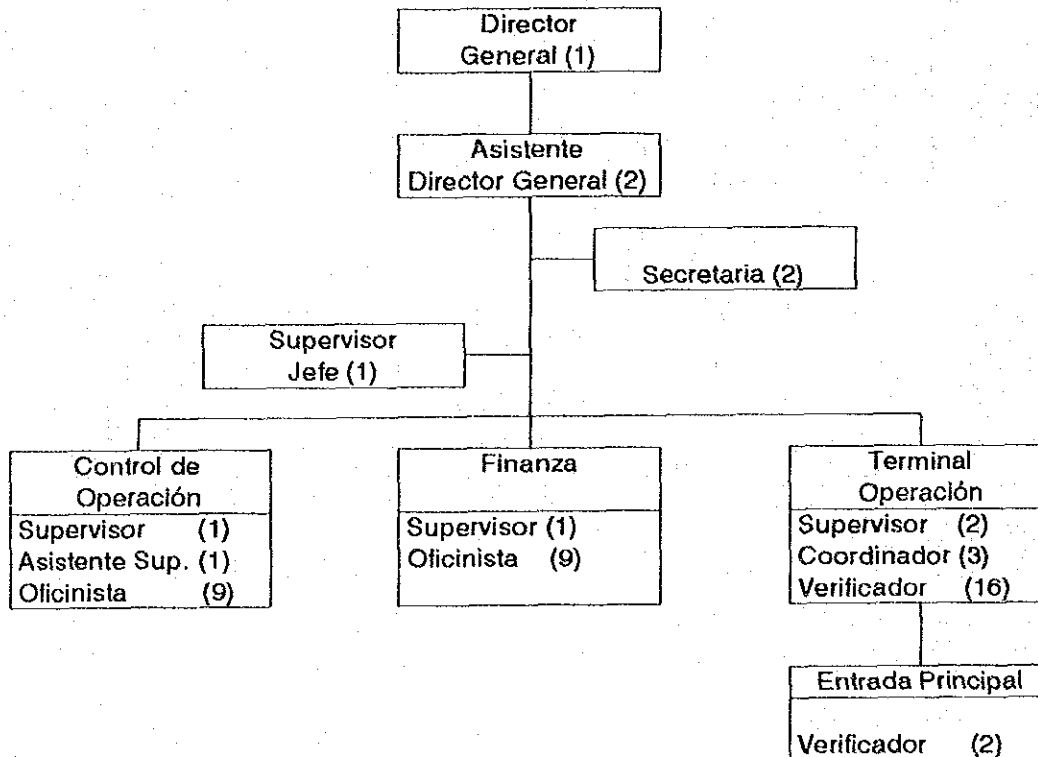 Director
General (1)
Asistente
Director General (2)
Secretaria (2)
Supervisor
Jefe (1)
Control de
Operación
Supervisor (1)
Asistente Sup. (1)
Oficinista (9)
Finanza
Supervisor (1)
Oficinista (9)
Terminal
Operación
Supervisor (2)
Coordinador (3)
Verificador (16)
Entrada Principal
Verificador (2)